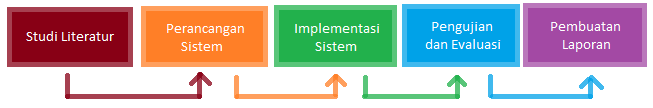 Studi Literatur
Perancangan
Sistem
Implementasi
Sistem
Pengujian
dan Evaluasi
Pembuatan
Laporan